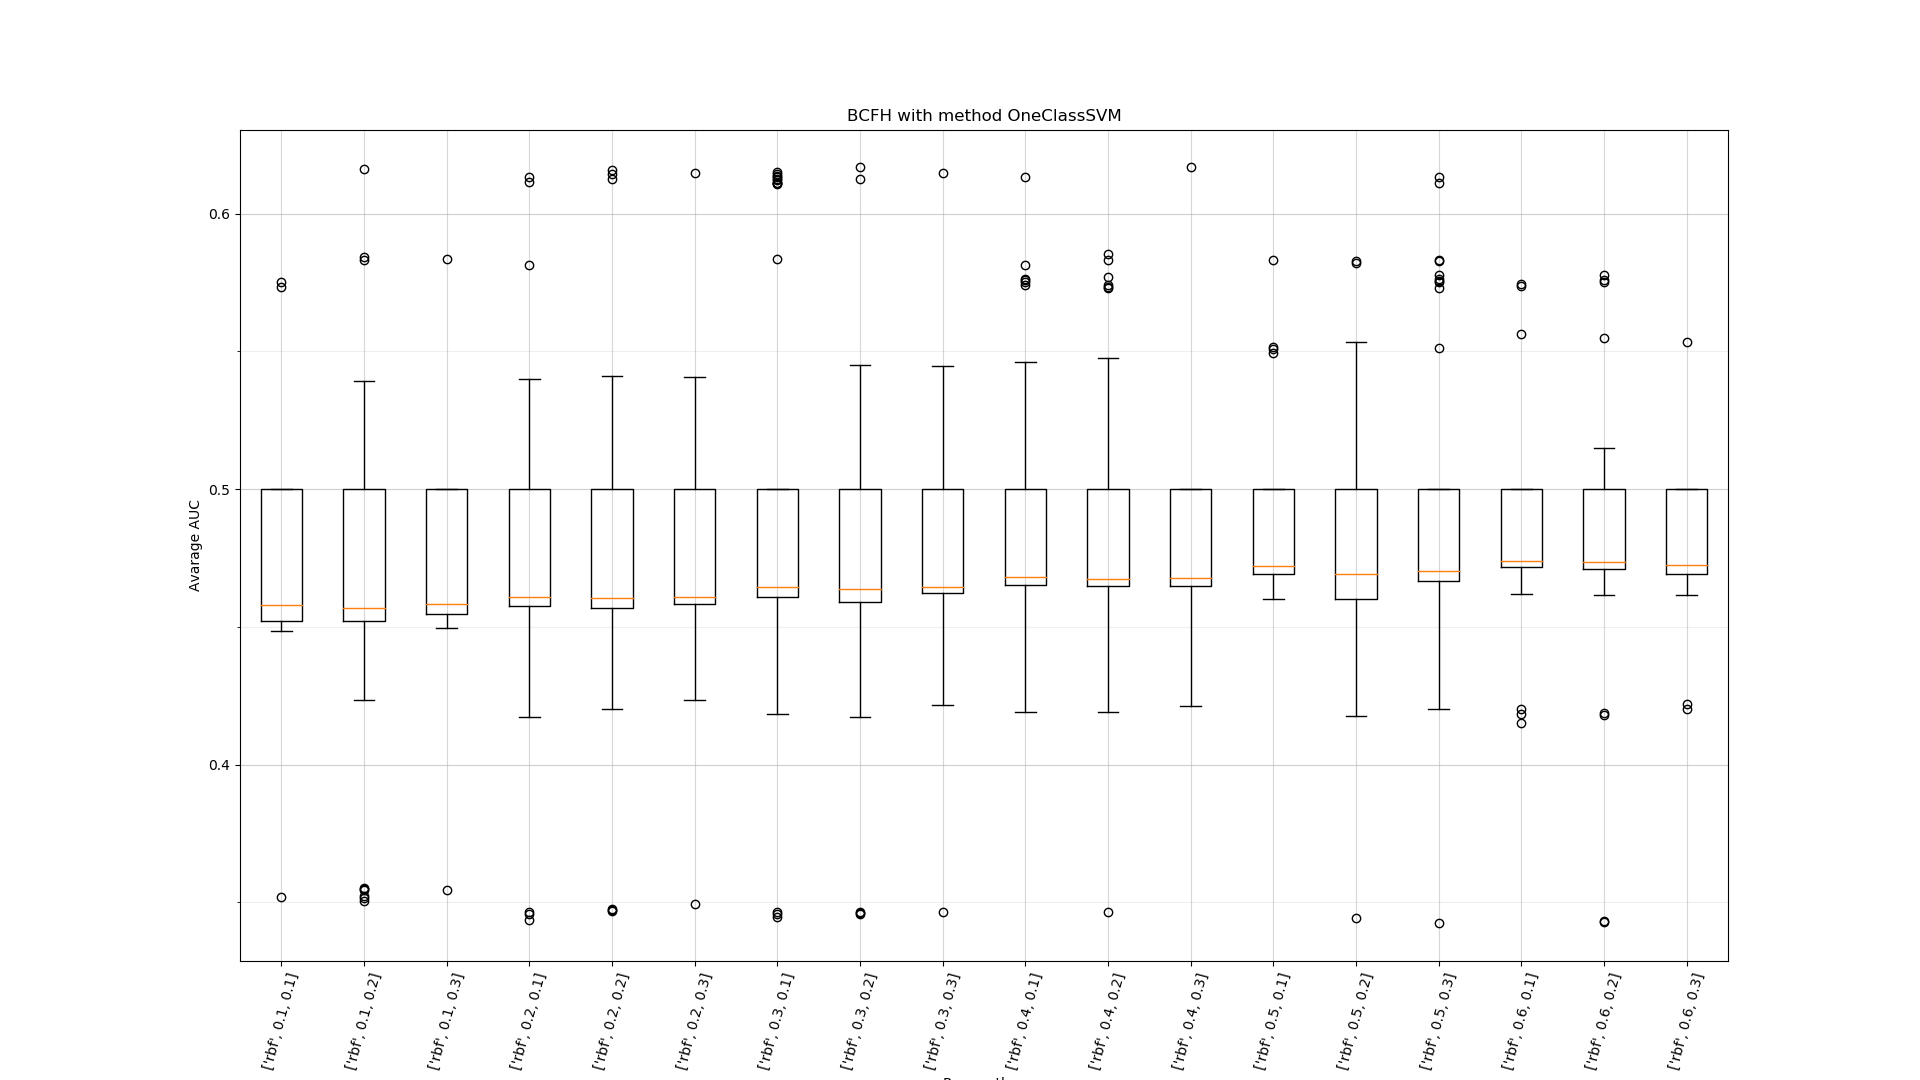 BCFH with method OneClassSVM
Avarage AUC
0.6
0.5
0.4
['rbf', 0.1, 0.1]
['rbf', 0.1, 0.2]
['rbf', 0.1, 0.3]
['rbf', 0.2, 0.1]
['rbf', 0.2, 0.2]
['rbf', 0.2, 0.3]
['rbf', 0.3, 0.1]
['rbf', 0.3, 0.2]
['rbf', 0.3, 0.3]
['rbf', 0.4, 0.1]
['rbf', 0.4, 0.2]
['rbf', 0.4, 0.3]
['rbf', 0.5, 0.1]
['rbf', 0.5, 0.2]
['rbf', 0.5, 0.3]
['rbf', 0.6, 0.1]
['rbf', 0.6, 0.2]
['rbf', 0.6, 0.3]